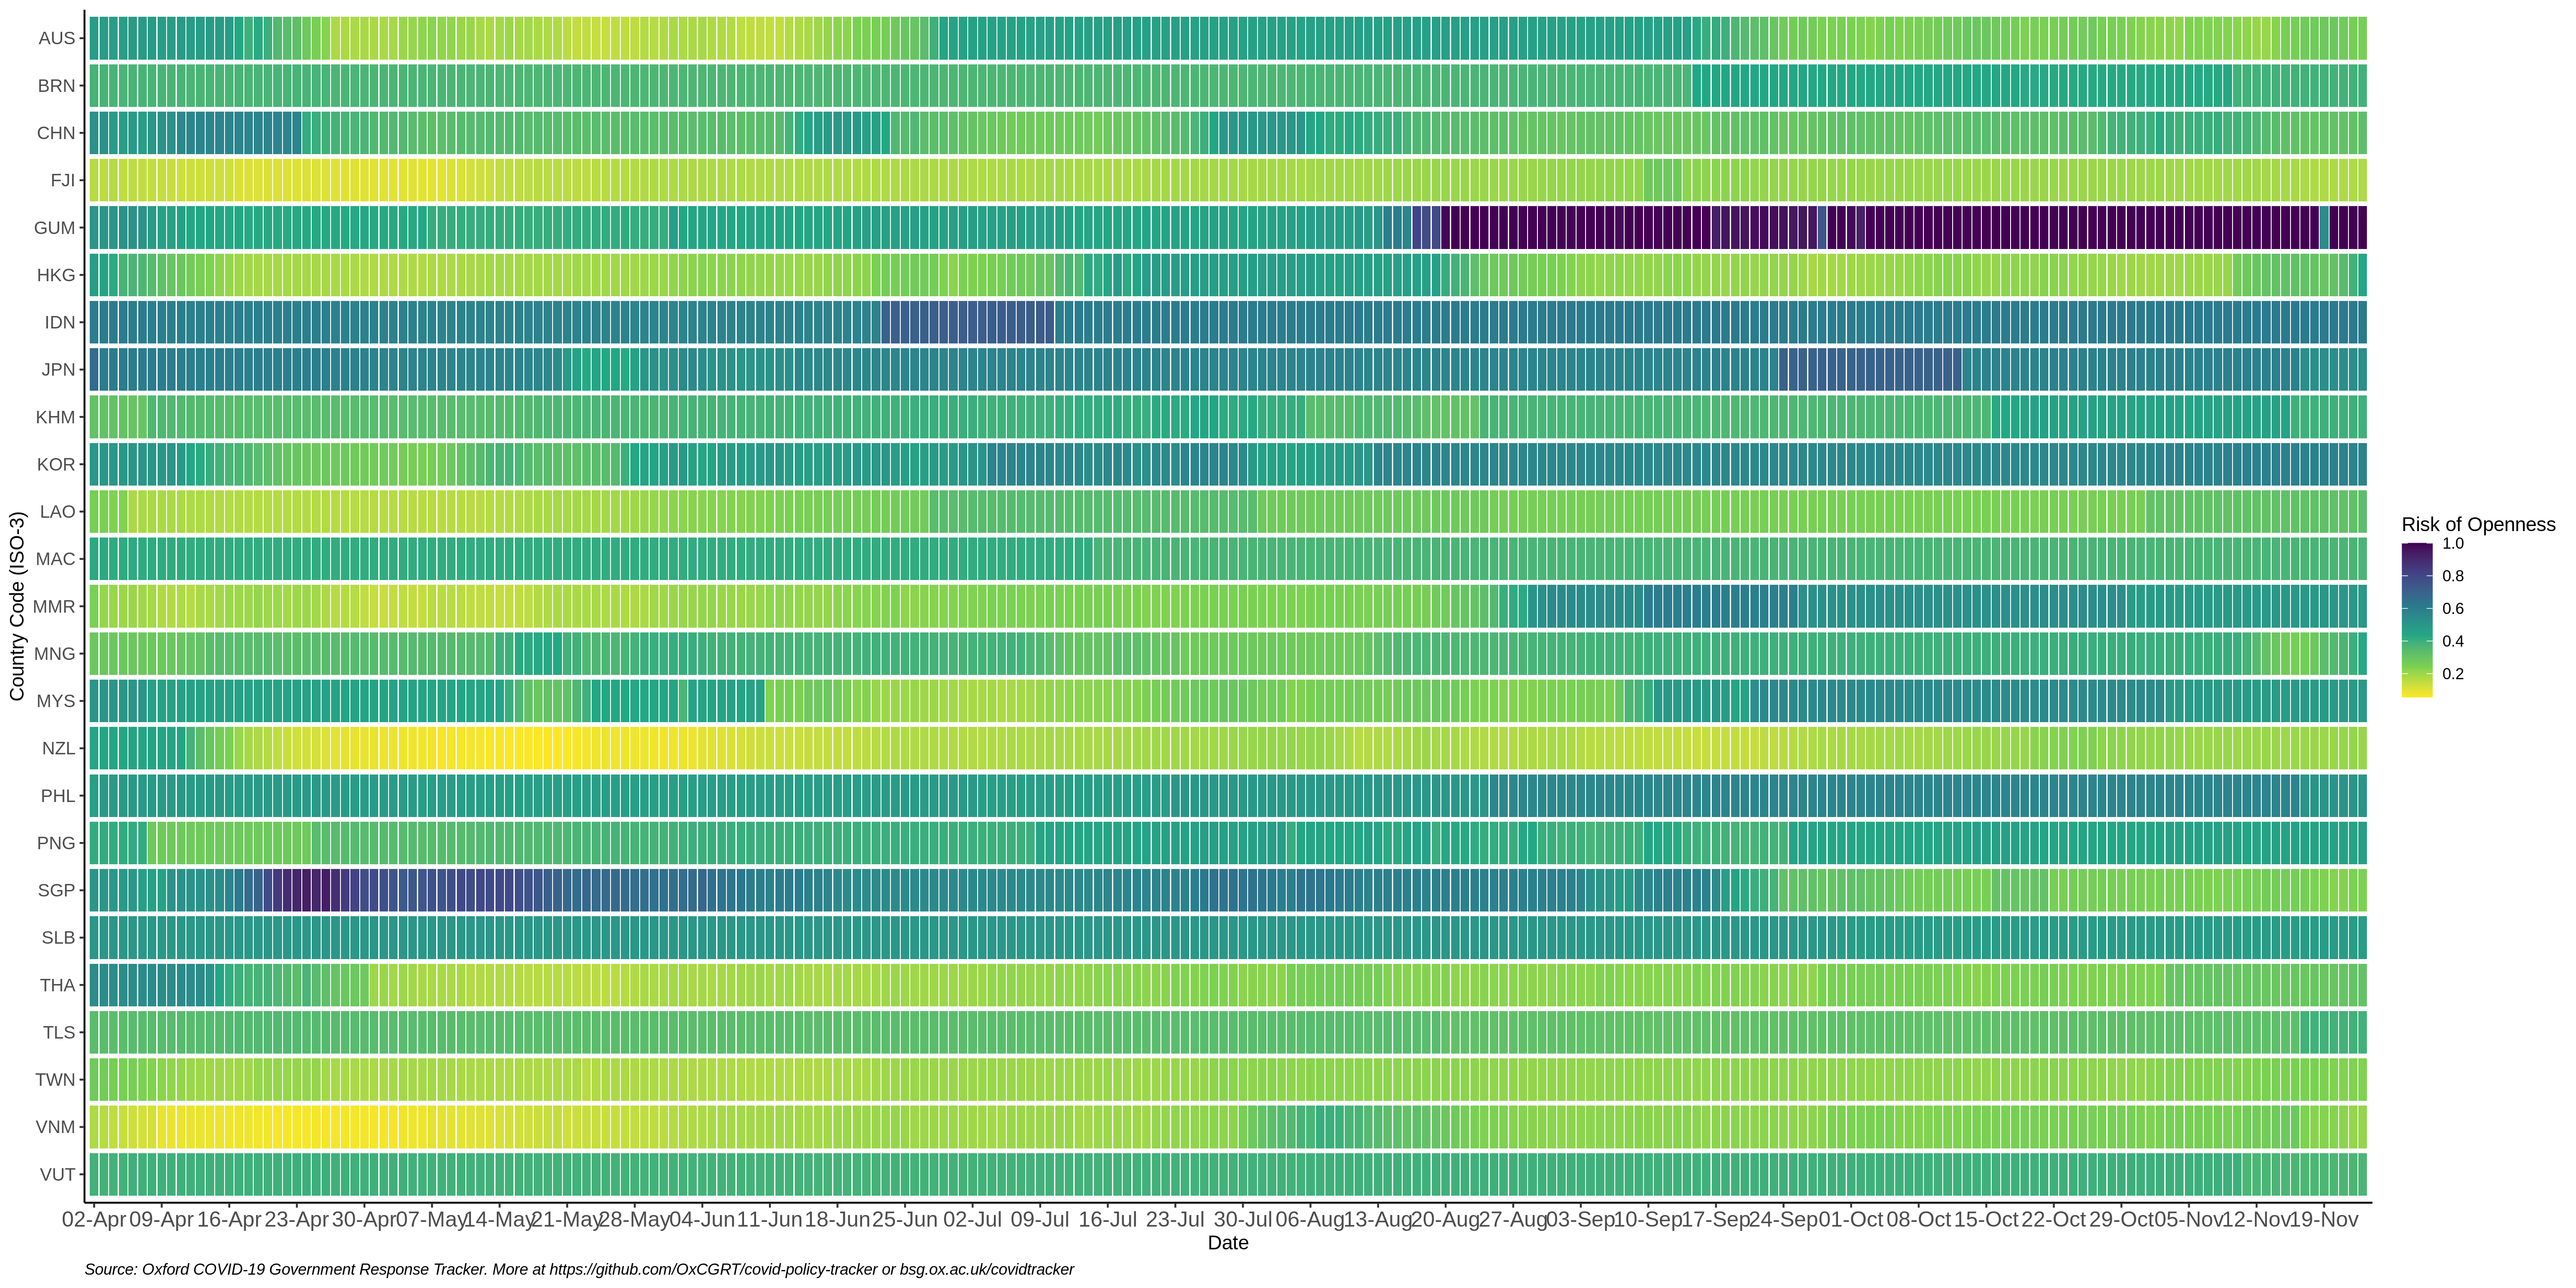 AUS
BRN
CHN
FJI
GUM
HKG
IDN
JPN
KHM
KOR
LAO
MAC
MMR
MNG
MYS
NZL
PHL
PNG
SGP
SLB
THA
TLS
TWN
VNM
VUT
Country Code (ISO-3)
02-Apr 09-Apr 16-Apr 23-Apr 30-Apr 07-May 14-May 21-May 28-May 04-Jun 11-Jun 18-Jun 25-Jun 02-Jul 09-Jul 16-Jul 23-Jul 30-Jul 06-Aug 13-Aug 20-Aug 27-Aug 03-Sep 10-Sep 17-Sep 24-Sep 01-Oct 08-Oct 15-Oct 22-Oct 29-Oct 05-Nov 12-Nov 19-Nov
Date
Risk of Openness
1.0
0.8
0.6
0.4
0.2
Source: Oxford COVID-19 Government Response Tracker. More at https://github.com/OxCGRT/covid-policy-tracker or bsg.ox.ac.uk/covidtracker